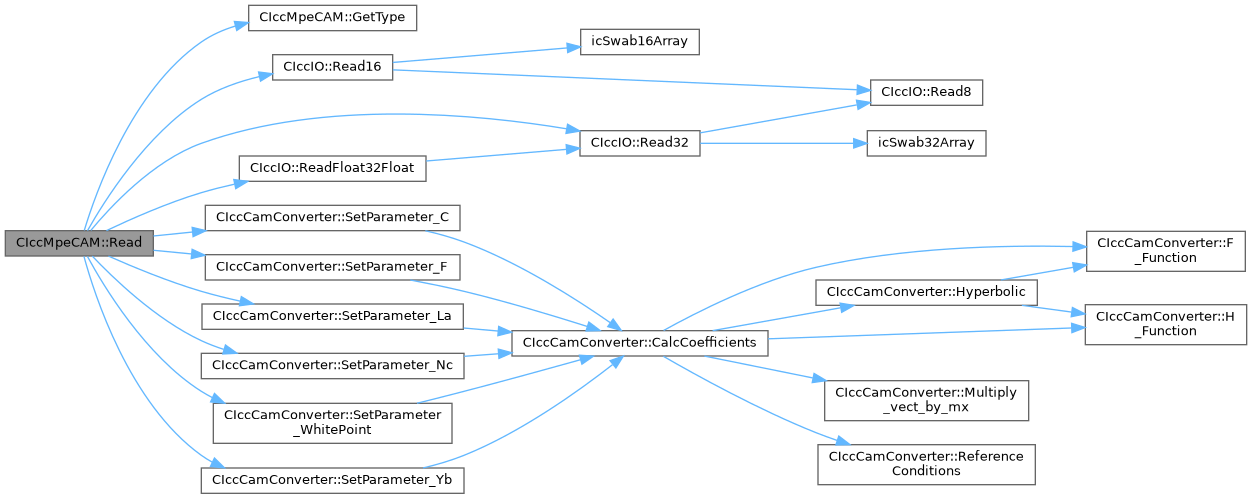 CIccMpeCAM::Read
CIccMpeCAM::GetType
CIccIO::Read16
CIccIO::ReadFloat32Float
CIccCamConverter::SetParameter_C
CIccCamConverter::SetParameter_F
CIccCamConverter::SetParameter_La
CIccCamConverter::SetParameter_Nc
CIccCamConverter::SetParameter
_WhitePoint
CIccCamConverter::SetParameter_Yb
icSwab16Array
CIccIO::Read32
CIccCamConverter::CalcCoefficients
CIccIO::Read8
icSwab32Array
CIccCamConverter::Hyperbolic
CIccCamConverter::Multiply
_vect_by_mx
CIccCamConverter::Reference
Conditions
CIccCamConverter::F
_Function
CIccCamConverter::H
_Function